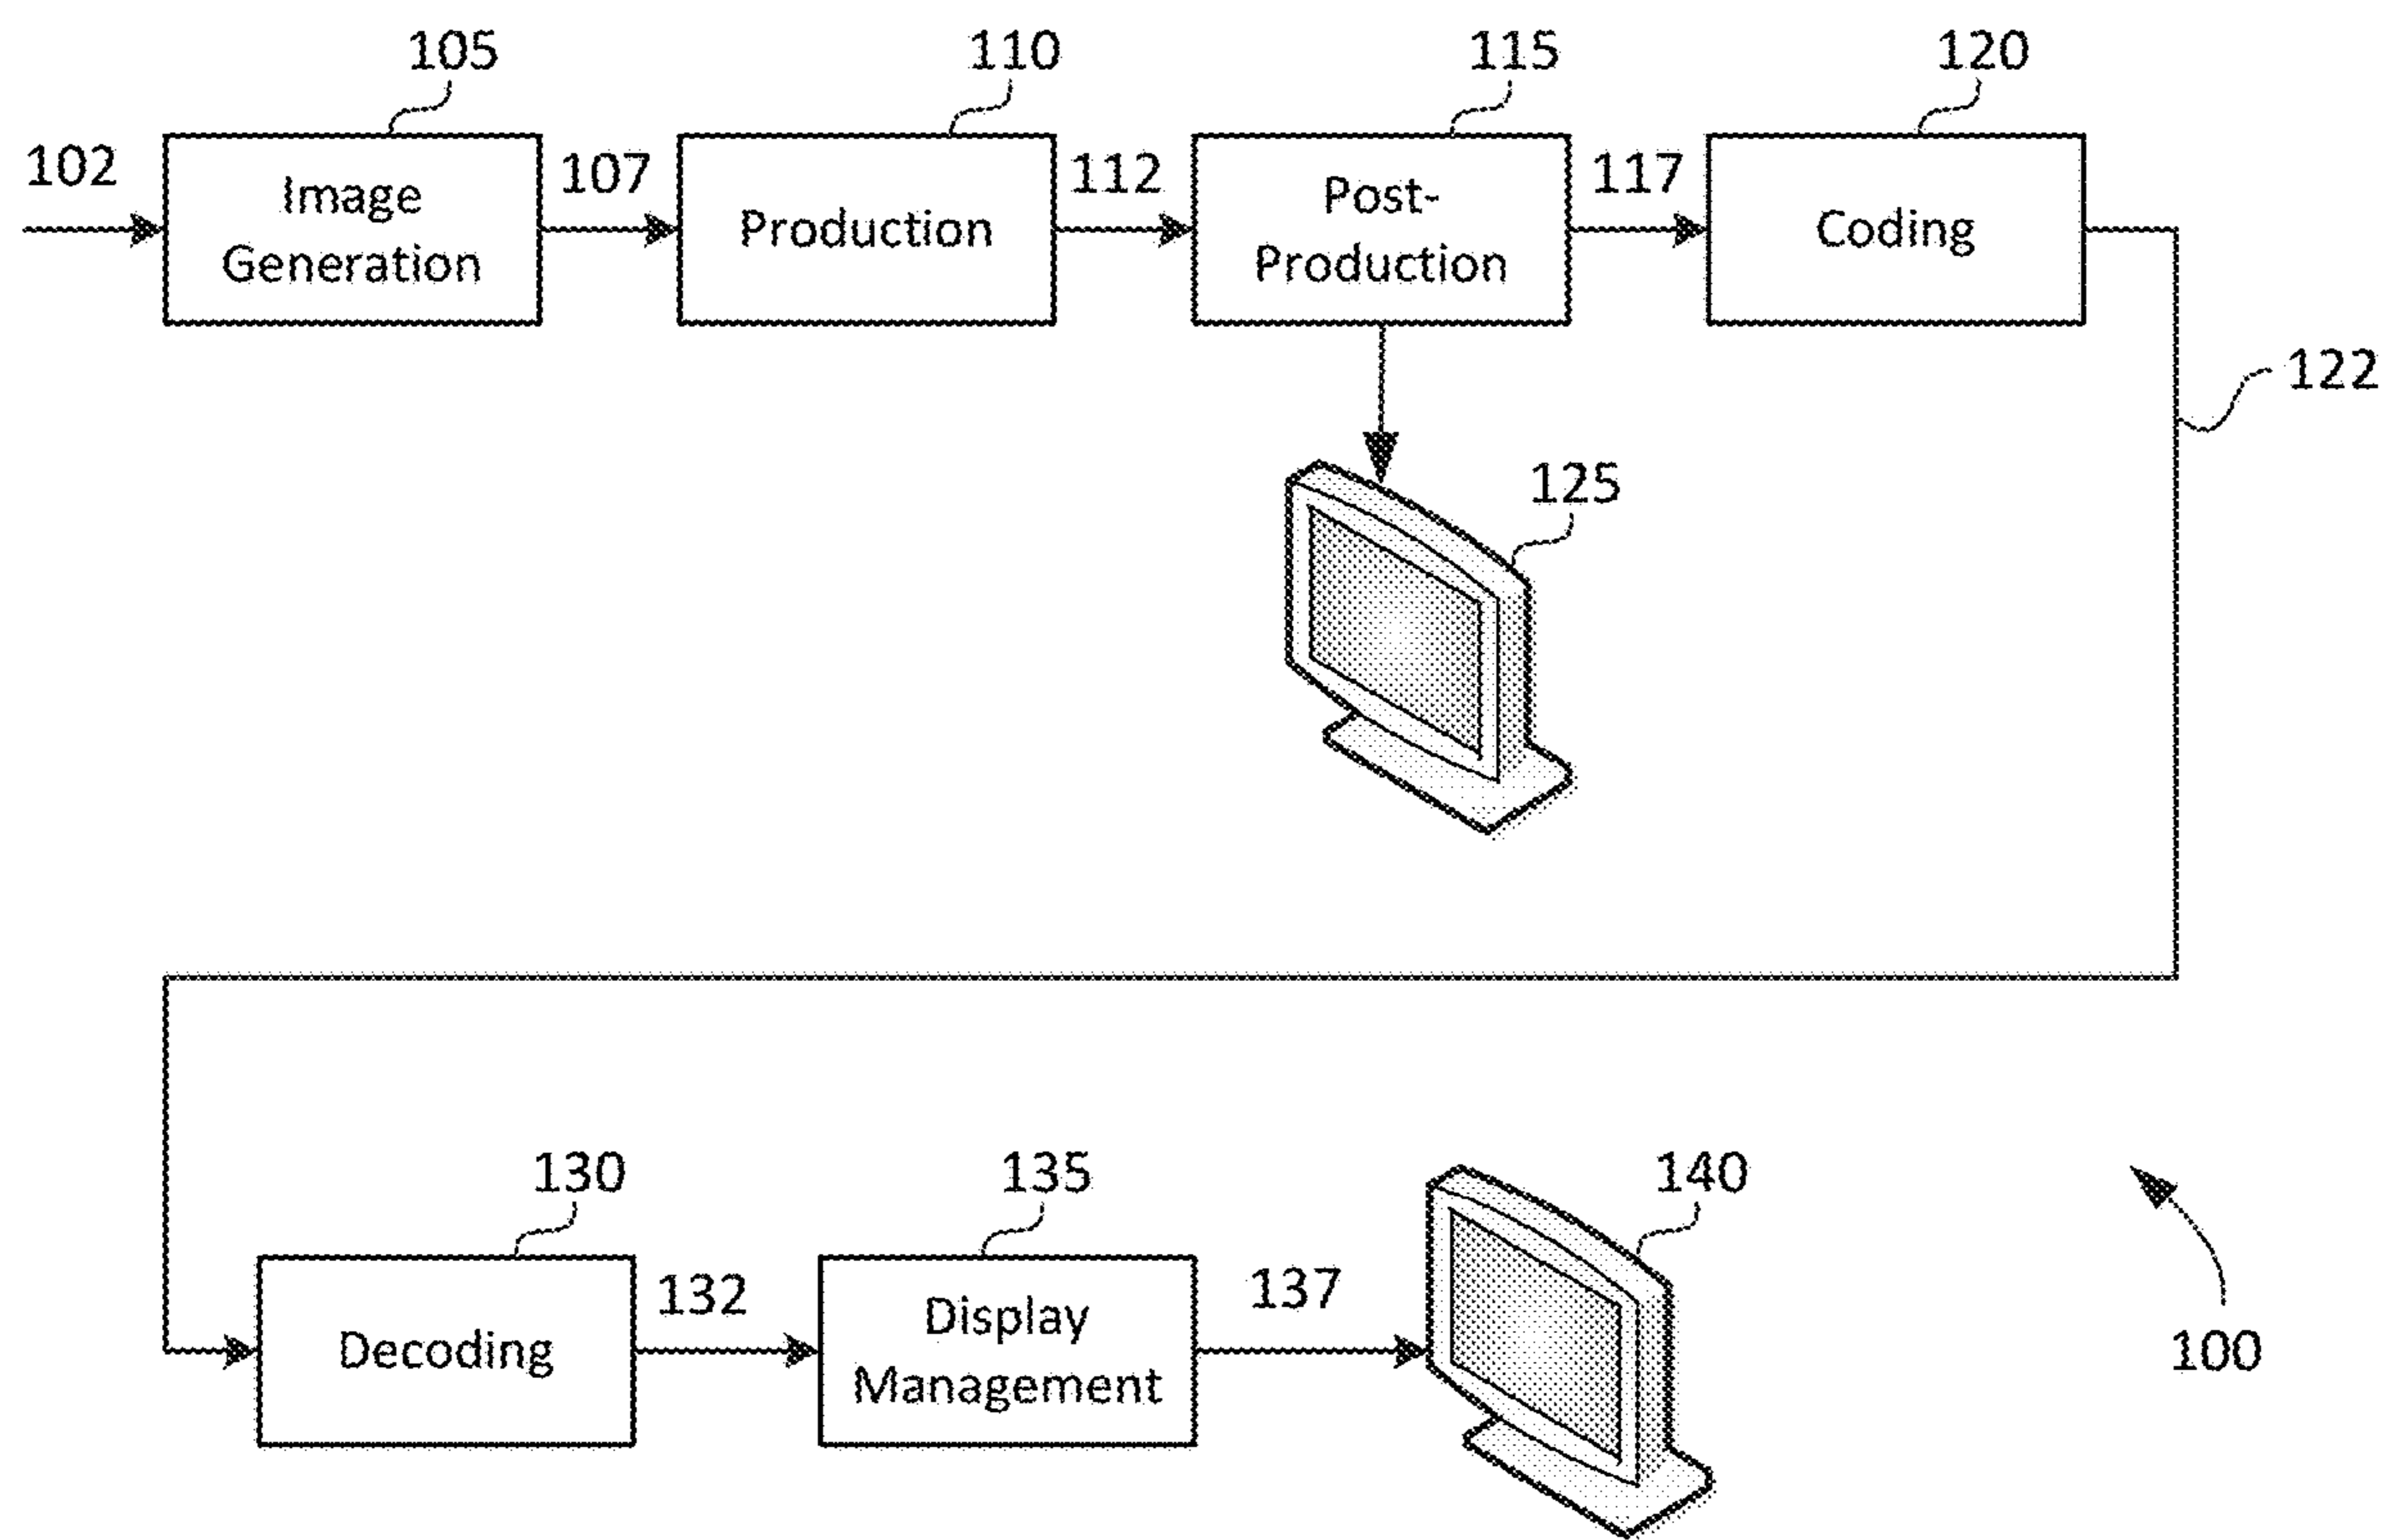 105
110
115
120
102
Image
Generation
107
Production
112
Post-
Production
117
Coding
122
125
130
135
140
Decoding
132
Display
Management
137
100